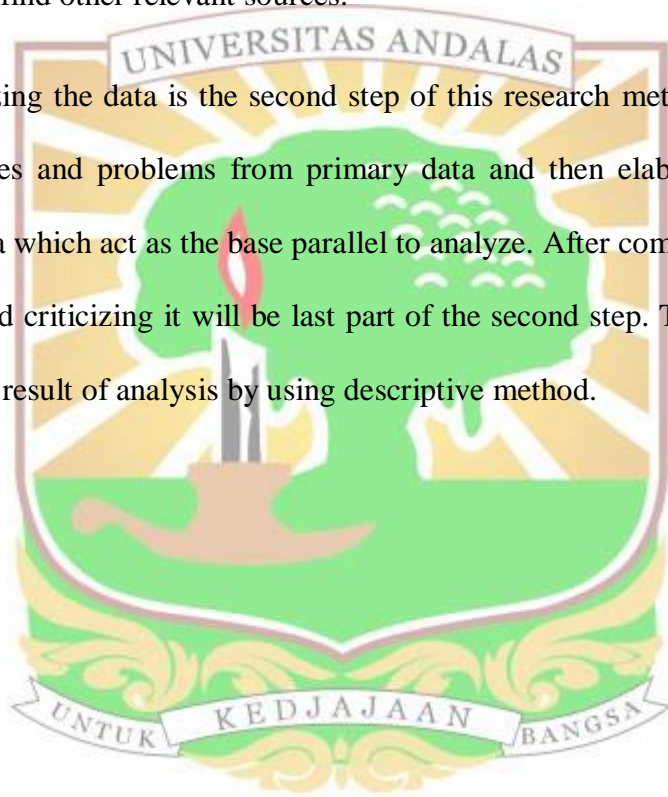 find other relevant sources.
UNIVERSITAS ANDALAS
zing the data is the second step of this research met
es and problems from primary data and then elab
a which act as the base parallel to analyze. After com
d criticizing it will be last part of the second step. T
result of analysis by using descriptive method.
UNTUK KEDJAJAAN BANGSA